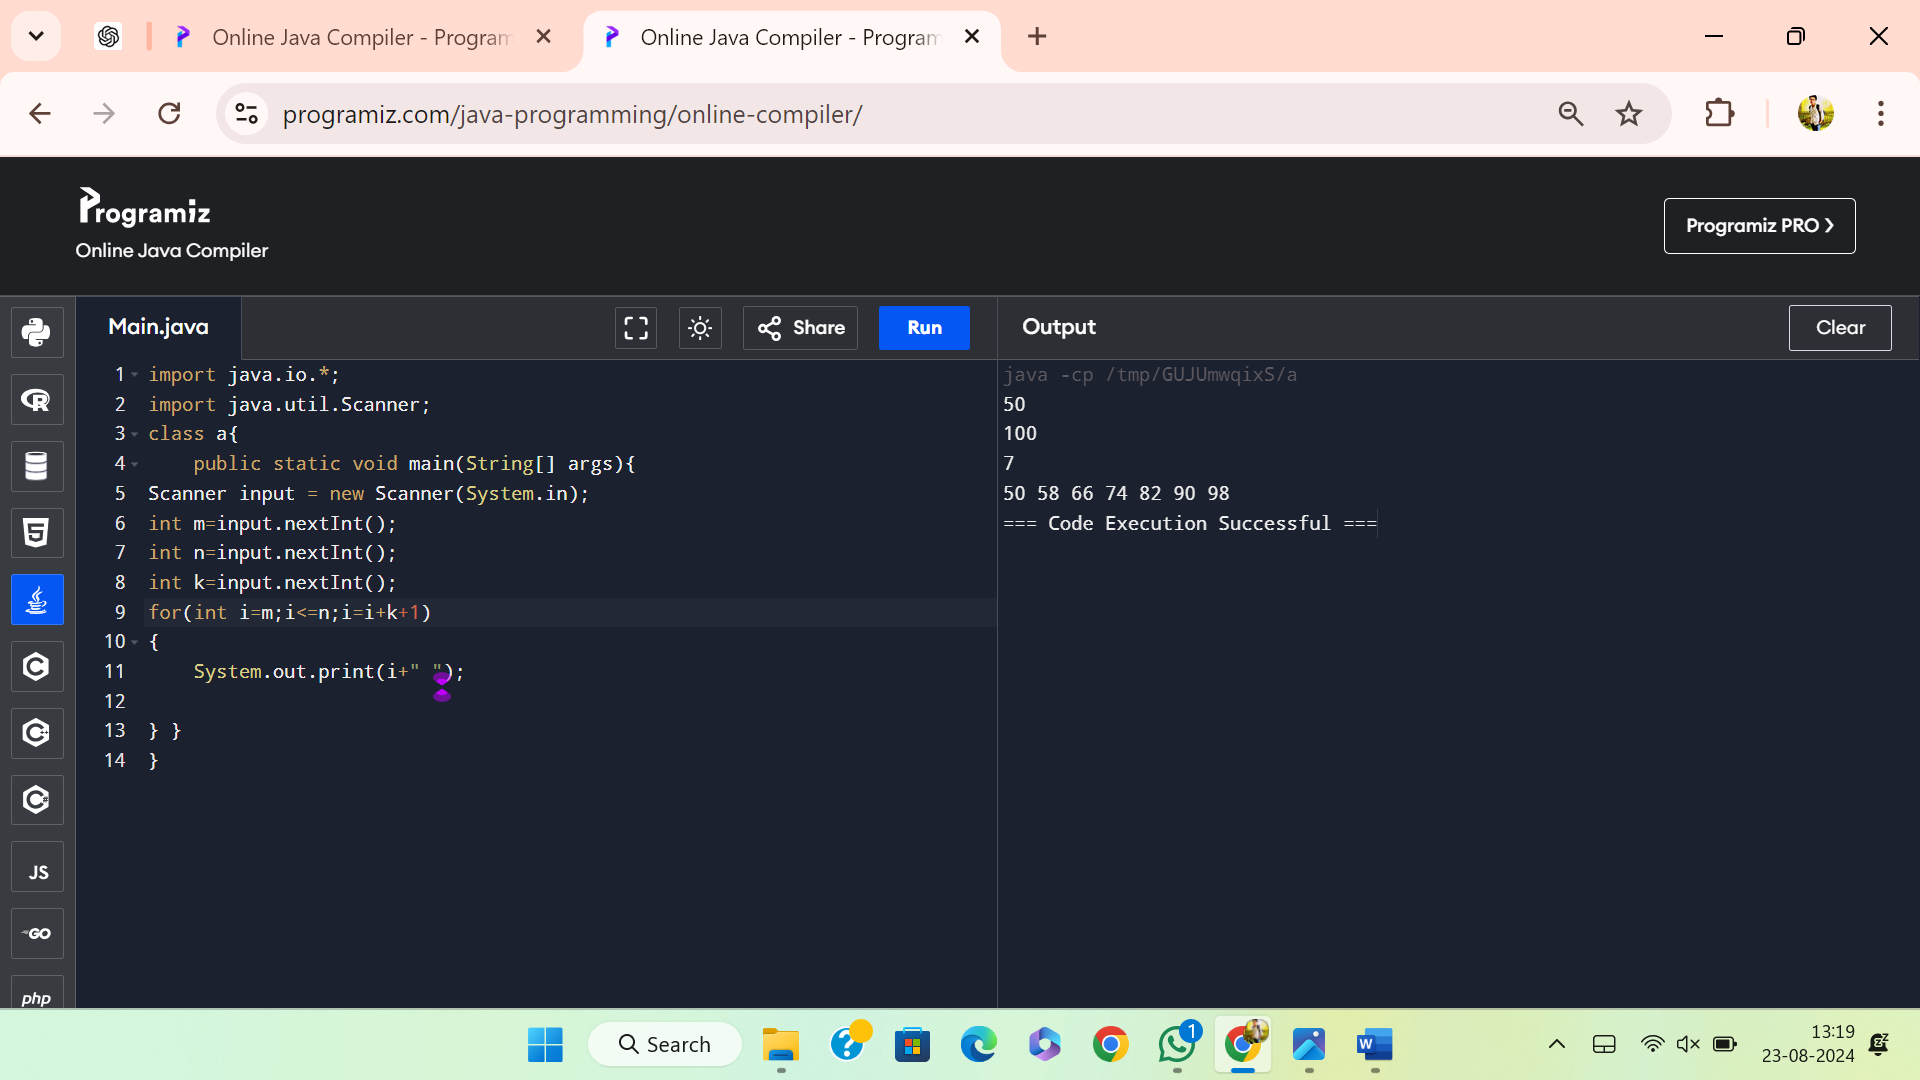 Online Java Compiler - Program
Online Java Compiler - Program
programiz.com/java-programming/online-compiler/
Programiz
Online Java Compiler
Programiz PRO ❯
Main.java
Share
Run
Output
Clear
1 import java.io.*;
2 import java.util.Scanner;
3 class a{
4 public static void main(String[] args){
5 Scanner input = new Scanner(System.in);
6 int m=input.nextInt();
7 int n=input.nextInt();
8 int k=input.nextInt();
9 for(int i=m;i<=n;i=i+k+1)
10 {
11 System.out.print(i+" ");
12
13 } }
14 }
java -cp /tmp/GUJUmwqixS/a
50
100
7
50 58 66 74 82 90 98
=== Code Execution Successful ===
R
5
C
C++
C#
JS
GO
php
Search
1
W
13:19
23-08-2024